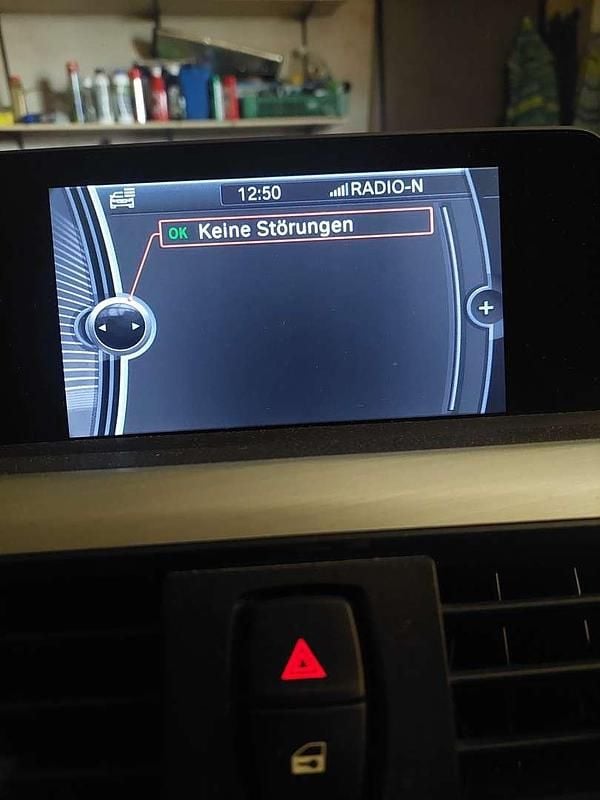 12:50 RADIO-N
OK Keine Störungen